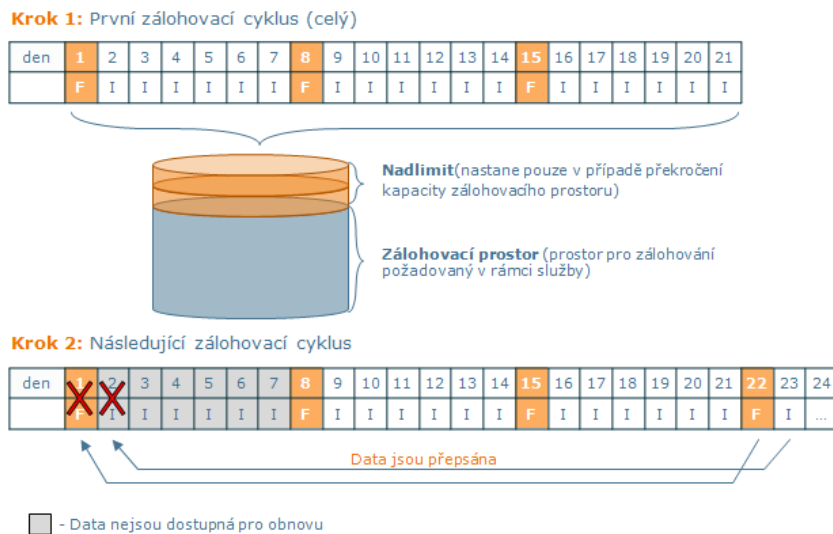 Krok 1: První zálohovací cyklus (celý)
den 1 2 3 4 5 6 7 8 9 10 11 12 13 14 15 16 17 18 19 20 21
F I I I I I I F I I I I I I F I I I I I I
Nadlimit(nastane pouze v případě překročení
kapacity zálohovacího prostoru)
Zálohovací prostor (prostor pro zálohování
požadovaný v rámci služby)
Krok 2: Následující zálohovací cyklus
den 1 2 3 4 5 6 7 8 9 10 11 12 13 14 15 16 17 18 19 20 21 22 23 24
F I I I I I I F I I I I I I F I I I I I I F I ...
Data jsou přepsána
- Data nejsou dostupná pro obnovu